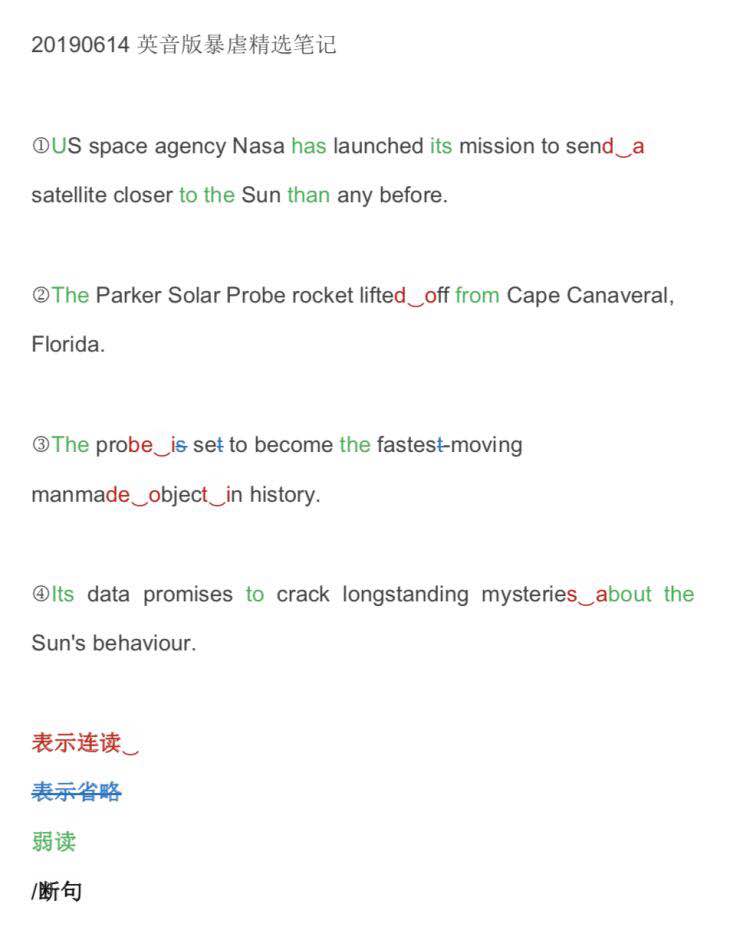 20190614 英音版暴虐精选笔记
①US space agency Nasa has launched its mission to send‿a
satellite closer to the Sun than any before.
②The Parker Solar Probe rocket lifted‿off from Cape Canaveral,
Florida.
③The probe‿is set to become the fastest-moving
manmade‿object‿in history.
④Its data promises to crack longstanding mysteries‿about the
Sun's behaviour.
表示连读‿
表示省略
弱读
/断句